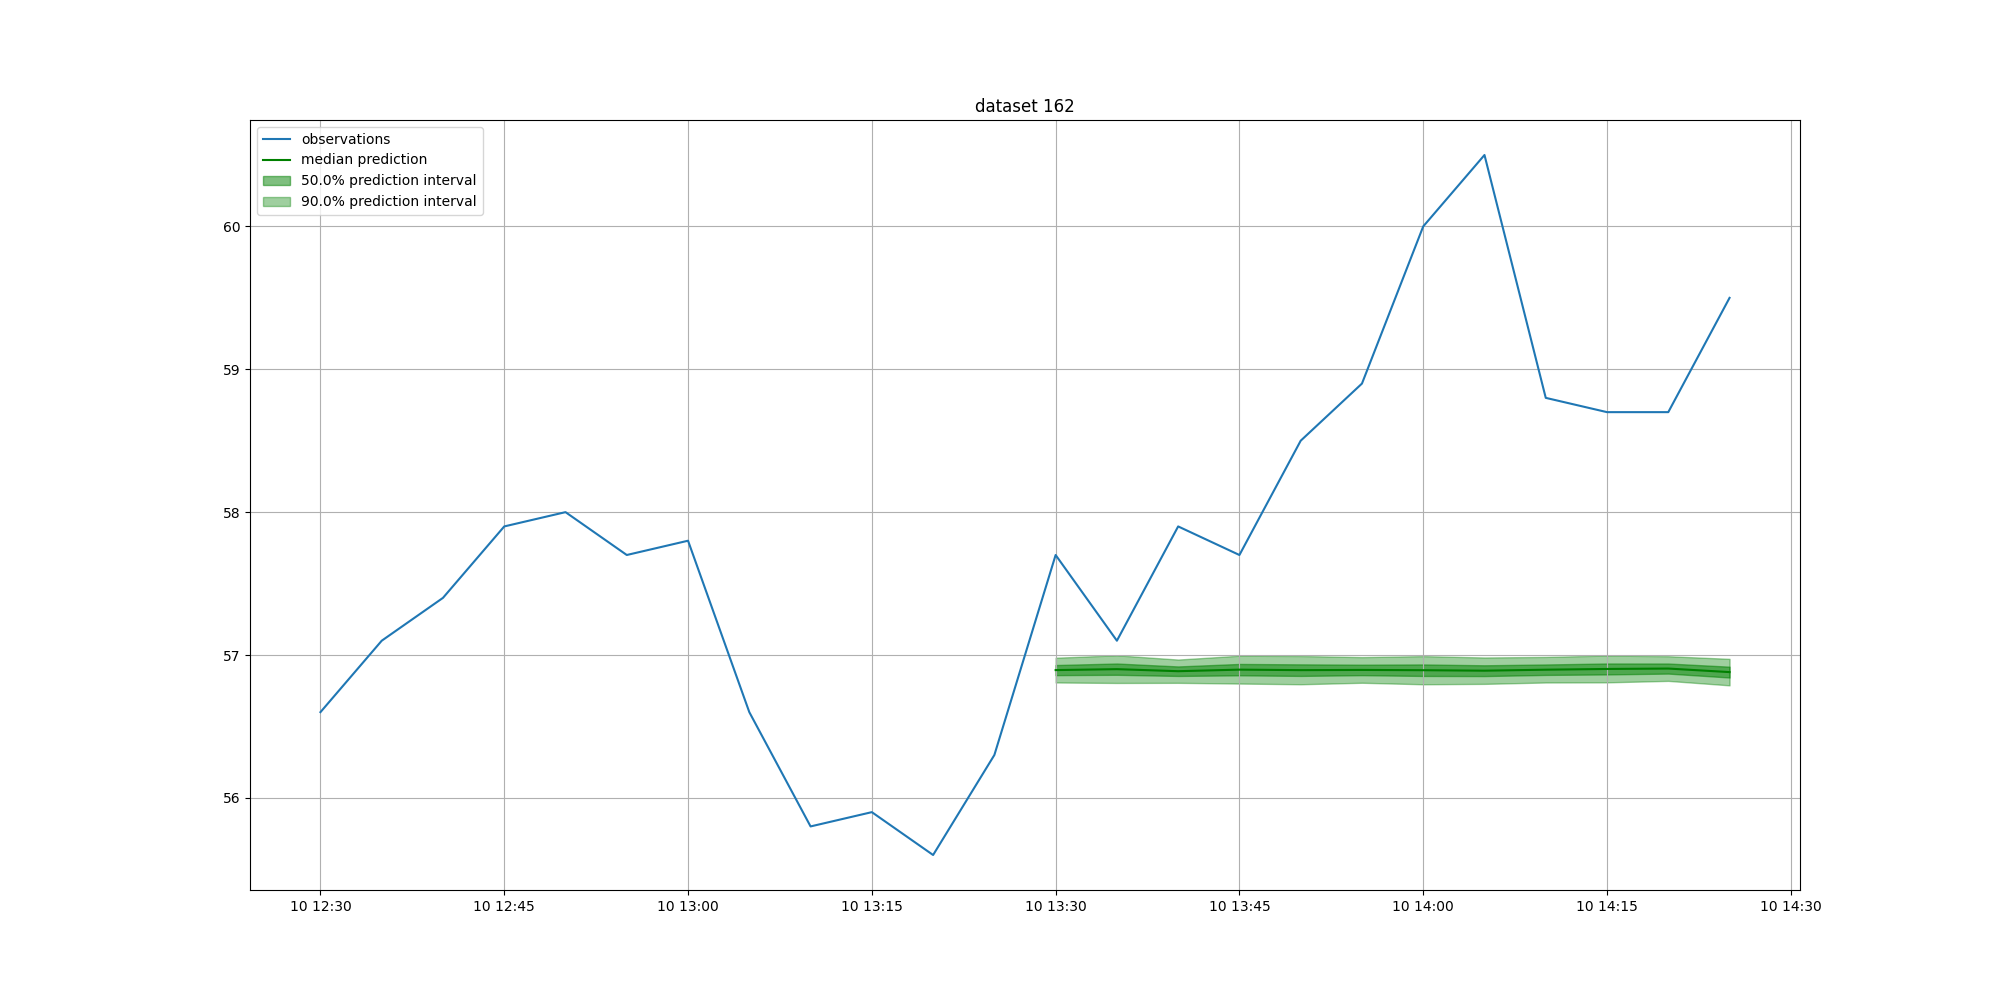 dataset 162
observations
median prediction
50.0% prediction interval
90.0% prediction interval
60
59
58
57
56
10 12:30 10 12:45 10 13:00 10 13:15 10 13:30 10 13:45 10 14:00 10 14:15 10 14:30